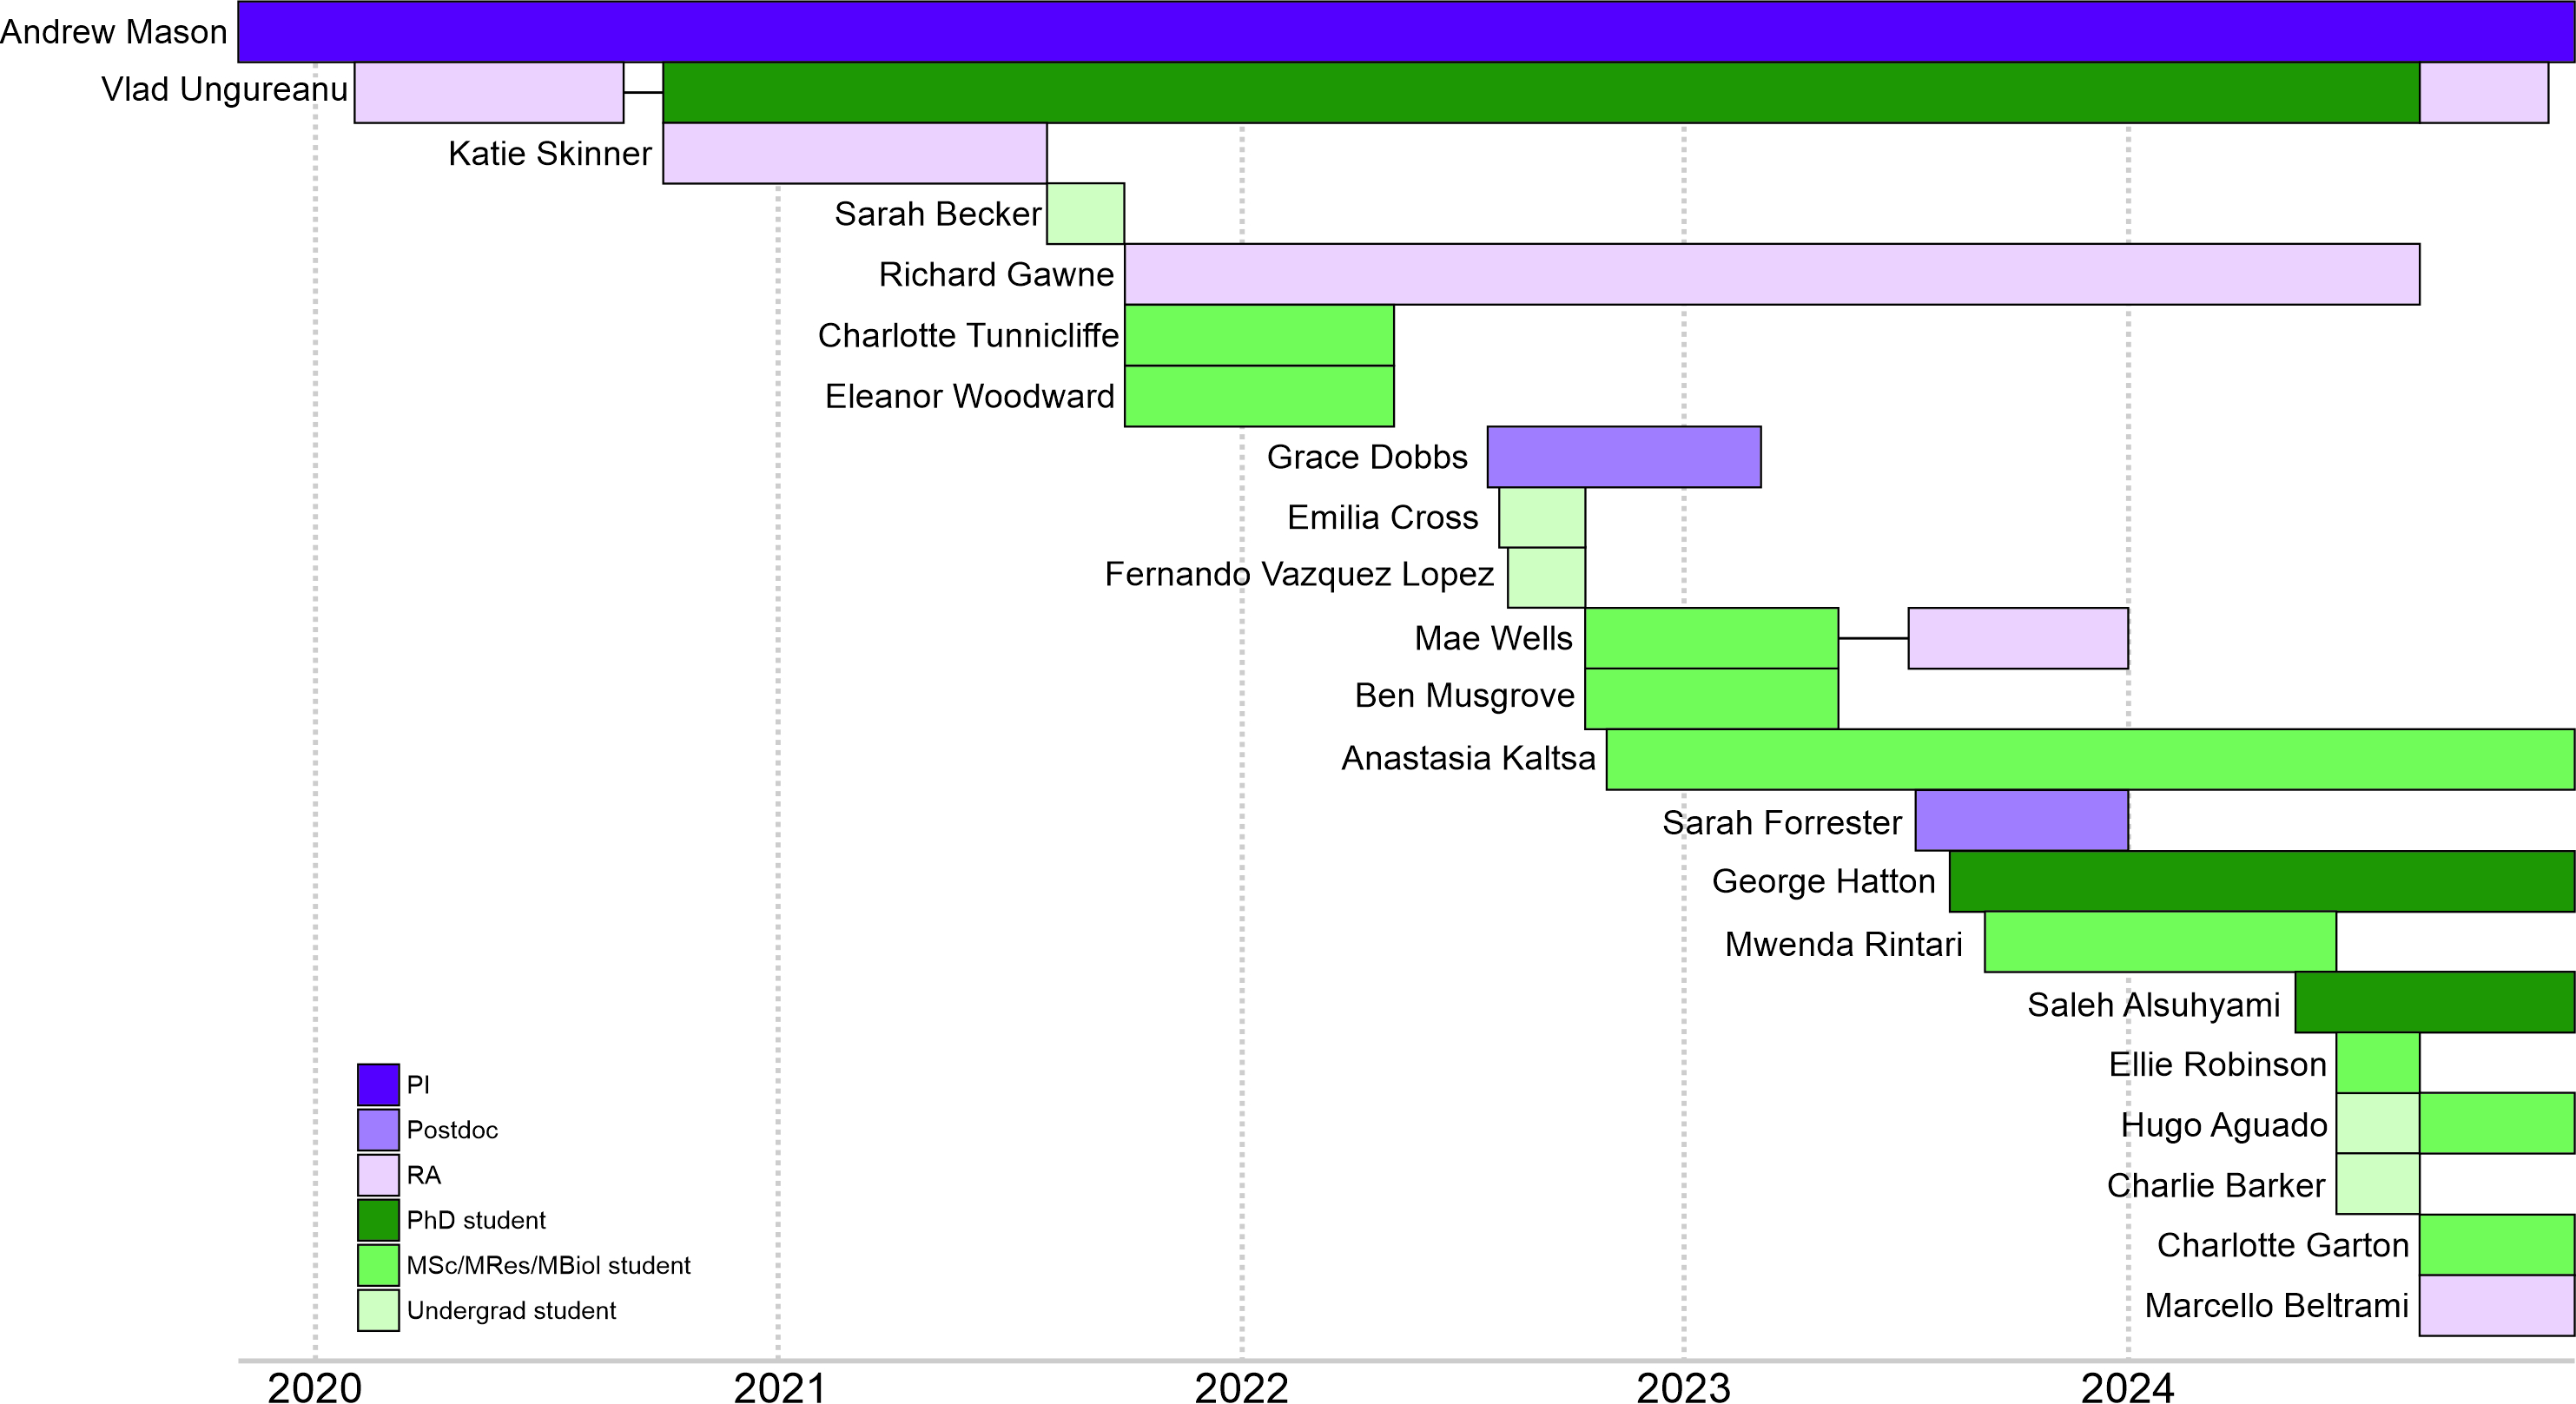 Andrew Mason
Vlad Ungureanu
Katie Skinner
Sarah Becker
Richard Gawne
Charlotte Tunnicliffe
Eleanor Woodward
Grace Dobbs
Emilia Cross
Fernando Vazquez Lopez
Mae Wells
Ben Musgrove
Anastasia Kaltsa
Sarah Forrester
George Hatton
Mwenda Rintari
Saleh Alsuhyami
Ellie Robinson
Hugo Aguado
Charlie Barker
Charlotte Garton
Marcello Beltrami
PI
Postdoc
RA
PhD student
MSc/MRes/MBiol student
Undergrad student
2020 2021 2022 2023 2024